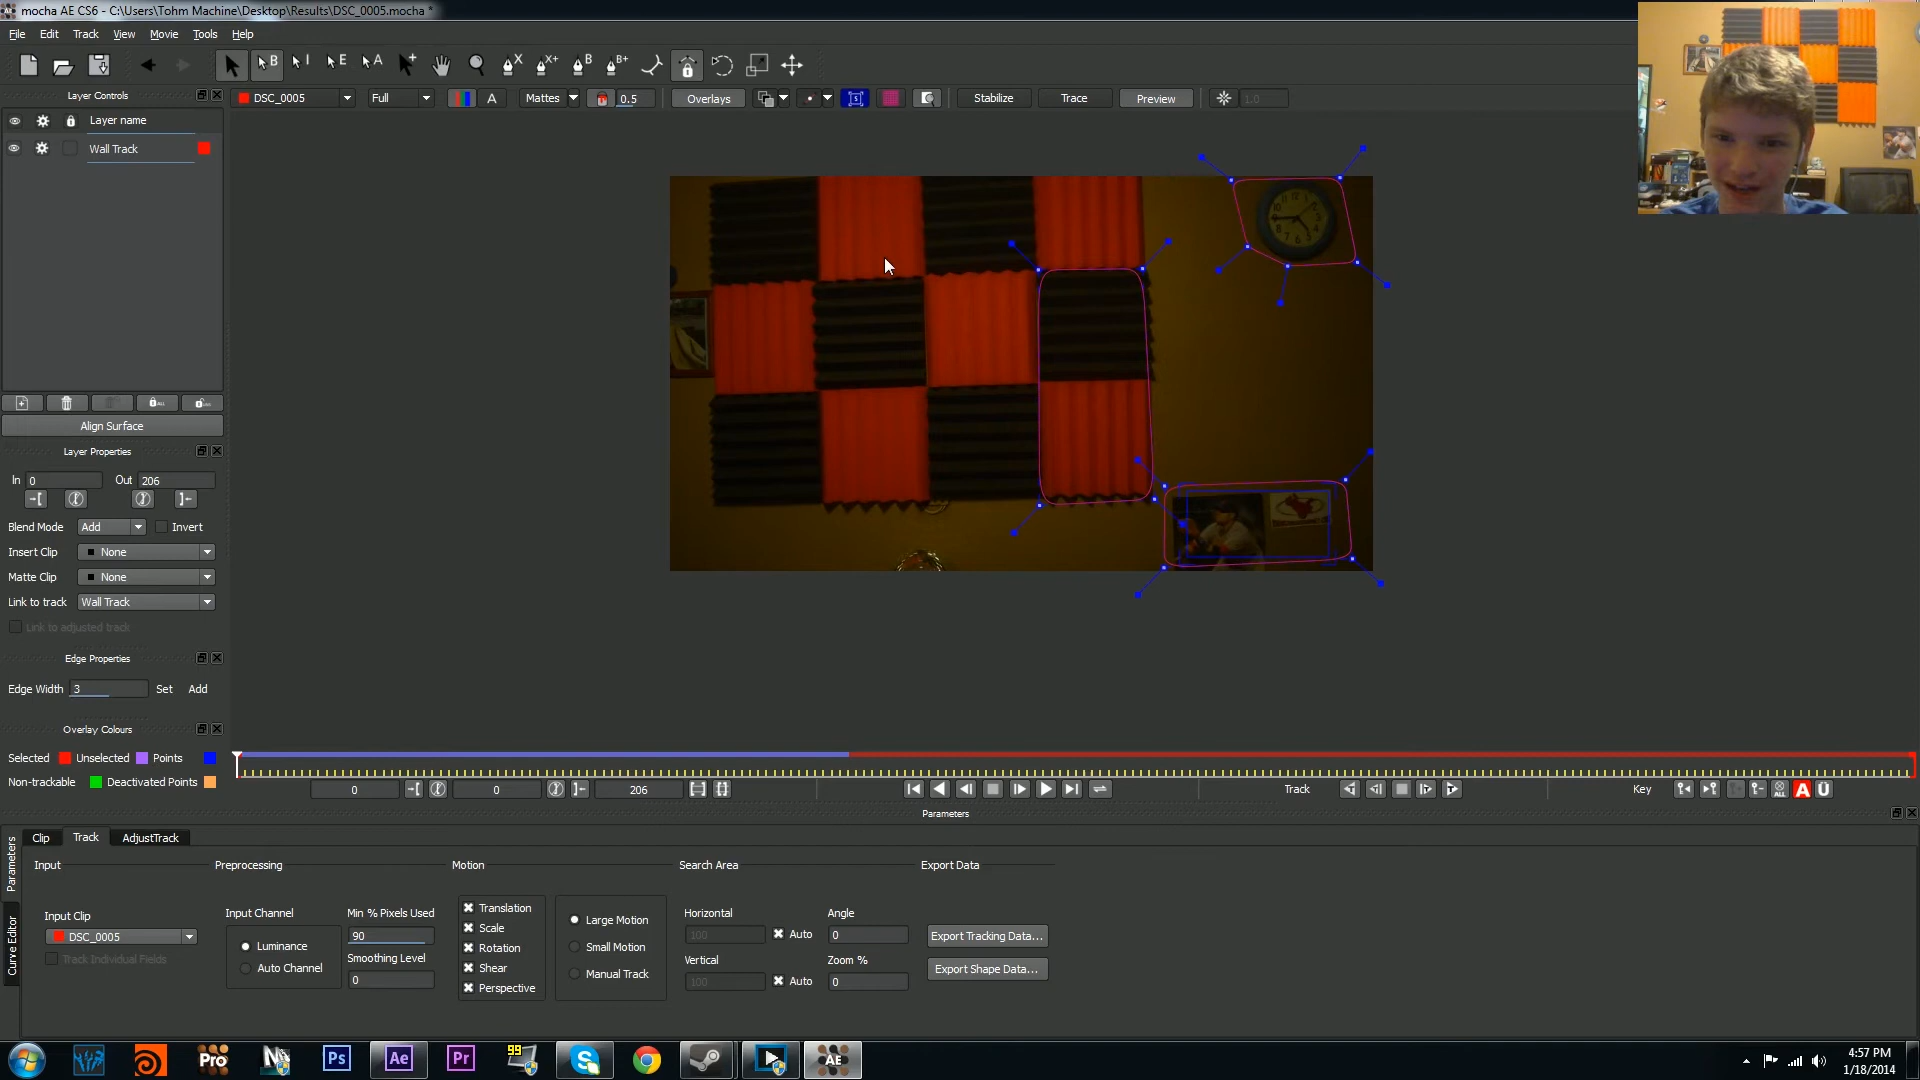 mocha AE CS6 - C:\Users\Tohm Machine\Desktop\Results\DSC_0005.mocha *
File Edit Track View Movie Tools Help
Layer Controls
DSC_0005 Full A Mattes 0.5 Overlays Stabilize Trace Preview 1.0
Layer name
Wall Track
Align Surface
Layer Properties
In 0 Out 206
Blend Mode Add Invert
Insert Clip None
Matte Clip None
Link to track Wall Track
Link to adjusted track
Edge Properties
Edge Width 3 Set Add
Overlay Colours
Selected Unselected Points
Non-trackable Deactivated Points
0 0 206 Track Key A
Parameters
Parameters
Curve Editor
Clip Track AdjustTrack
Input Preprocessing Motion Search Area Export Data
Input Clip
DSC_0005
Track Individual Fields
Input Channel
Luminance
Auto Channel
Min % Pixels Used
90
Smoothing Level
0
Translation
Scale
Rotation
Shear
Perspective
Large Motion
Small Motion
Manual Track
Horizontal
100 Auto
Vertical
100 Auto
Angle
0
Zoom %
0
Export Tracking Data...
Export Shape Data...
Pro Ps Ae Pr 99 AE
4:57 PM
1/18/2014